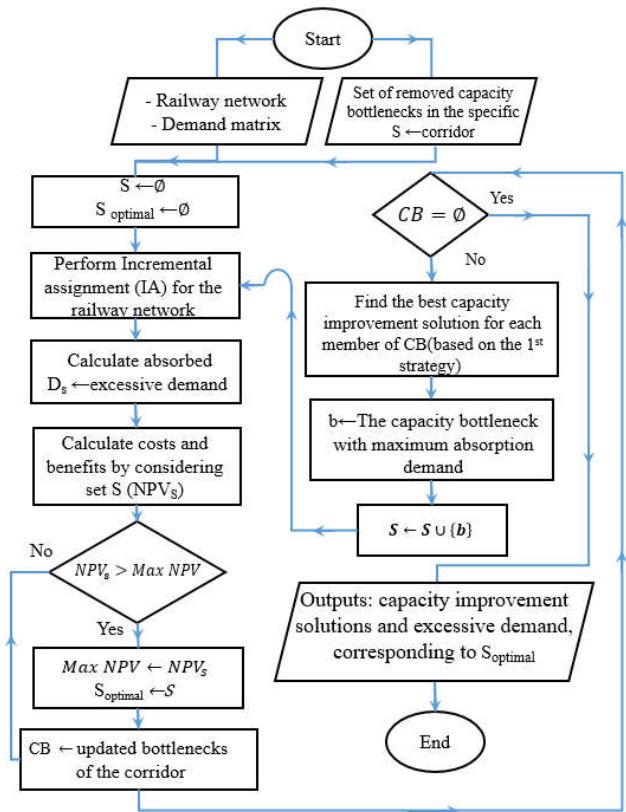 Start
- Railway network
- Demand matrix
Set of removed capacity
bottlenecks in the specific
S ←corridor
S ←∅
S optimal ←∅
Perform Incremental
assignment (IA) for the
railway network
Calculate absorbed
Ds ←excessive demand
Calculate costs and
benefits by considering
set S (NPVS)
No
NPVs > Max NPV
Yes
Max NPV ← NPVs
Soptimal←S
CB ← updated bottlenecks
of the corridor
CB = ∅
Yes
No
Find the best capacity
improvement solution for each
member of CB(based on the 1st
strategy)
b←The capacity bottleneck
with maximum absorption
demand
S ← S ∪ {b}
Outputs: capacity improvement
solutions and excessive demand,
corresponding to Soptimal
End